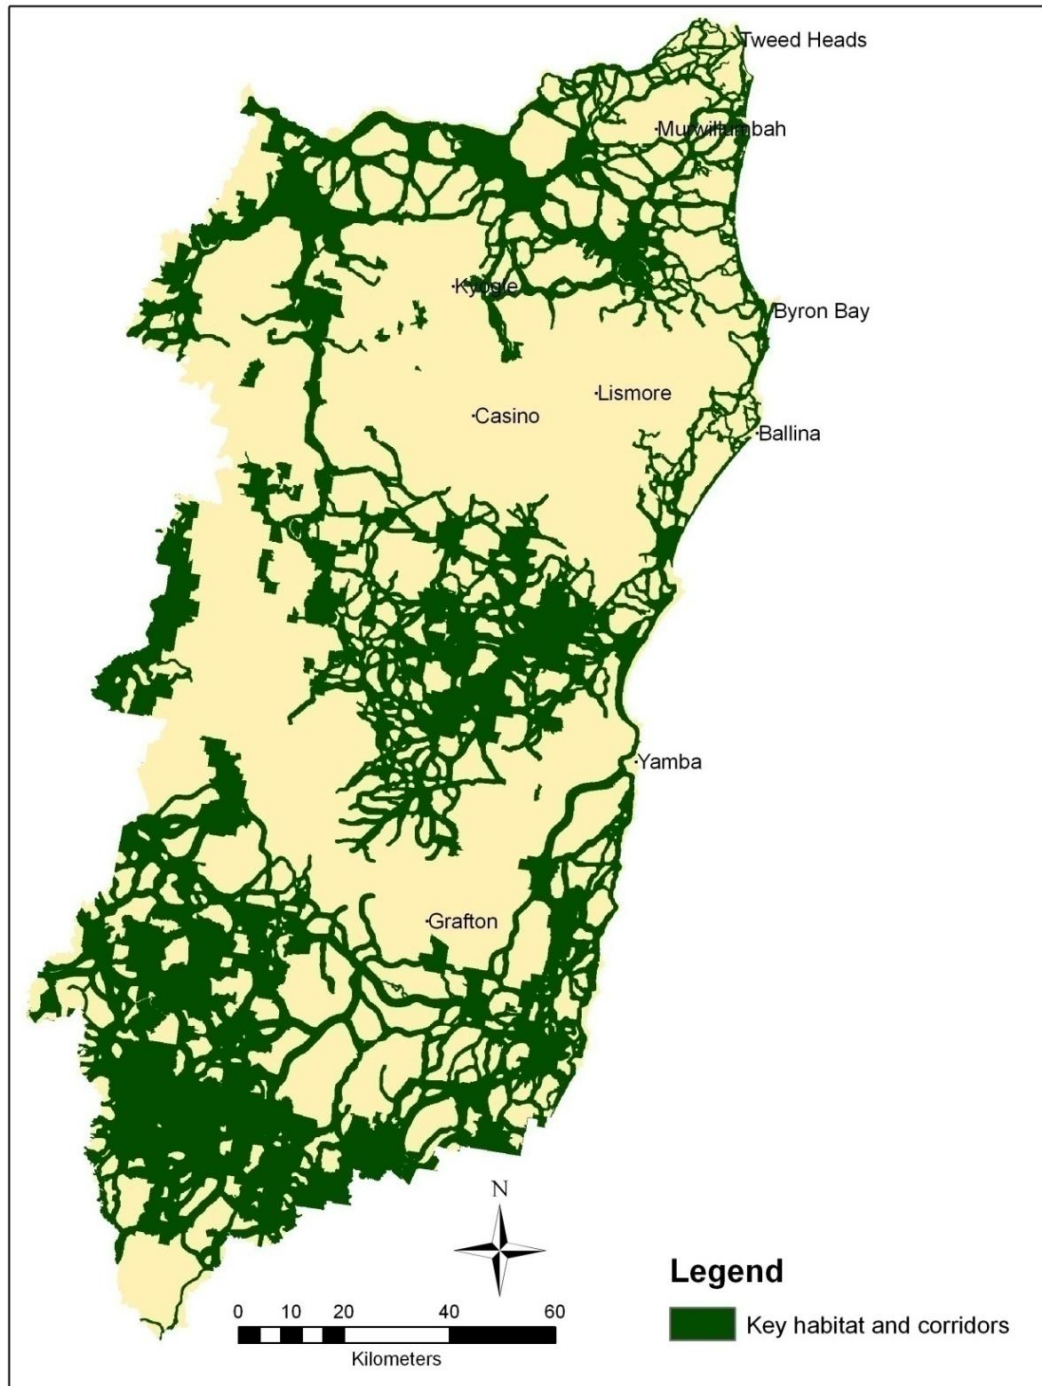 Tweed Heads
Murwillumbah
Kyogle
Byron Bay
Lismore
Casino
Ballina
Yamba
Grafton
N
Legend
0 10 20 40 60
Key habitat and corridors
Kilometers